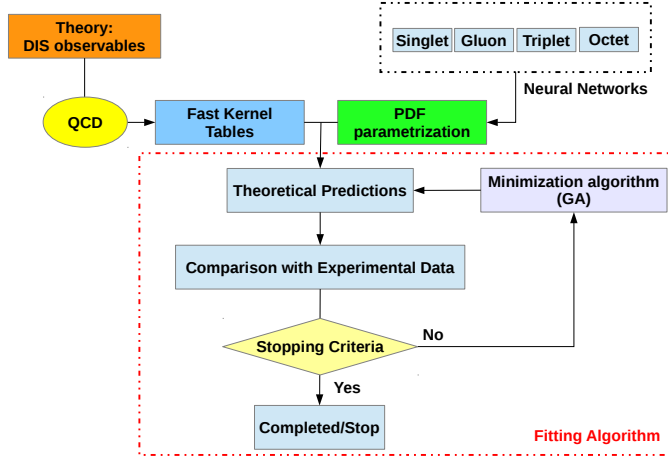 Theory:
DIS observables
Singlet Gluon Triplet Octet
Neural Networks
QCD
Fast Kernel
Tables
PDF
parametrization
Theoretical Predictions
Minimization algorithm
(GA)
Comparison with Experimental Data
Stopping Criteria
No
Yes
Completed/Stop
Fitting Algorithm